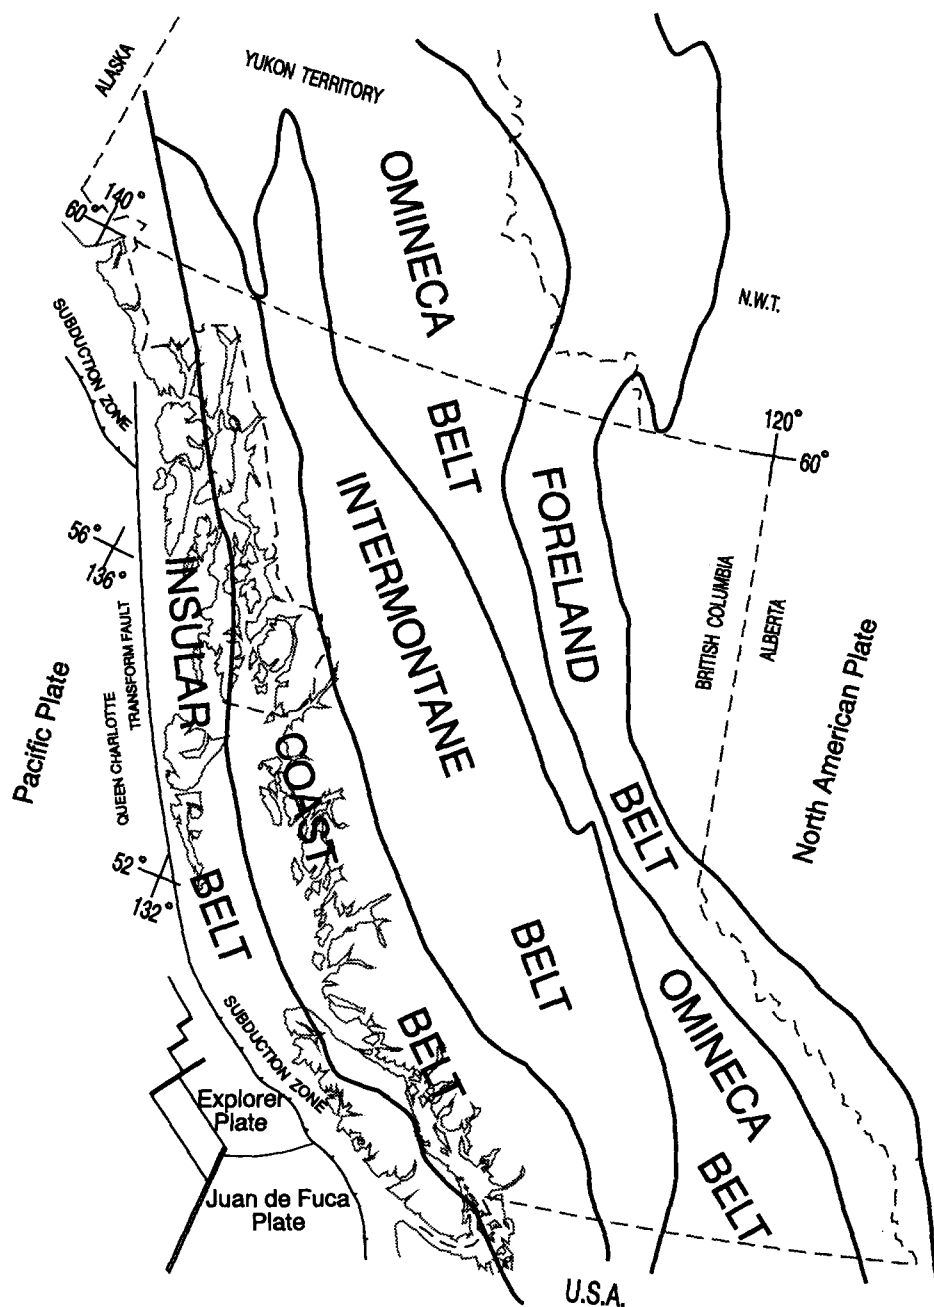 ALASKA
YUKON TERRITORY
140°
60°
OMINECA
BELT
N.W.T.
SUBDUCTION ZONE
120°
60°
FORELAND
BELT
INTERMONTANE
BELT
56°
136°
INSULAR
BELT
BRITISH COLUMBIA
ALBERTA
QUEEN CHARLOTTE
TRANSFORM FAULT
Pacific Plate
North American Plate
COAST
BELT
52°
132°
OMINECA
BELT
SUBDUCTION ZONE
Explorer
Plate
Juan de Fuca
Plate
U.S.A.